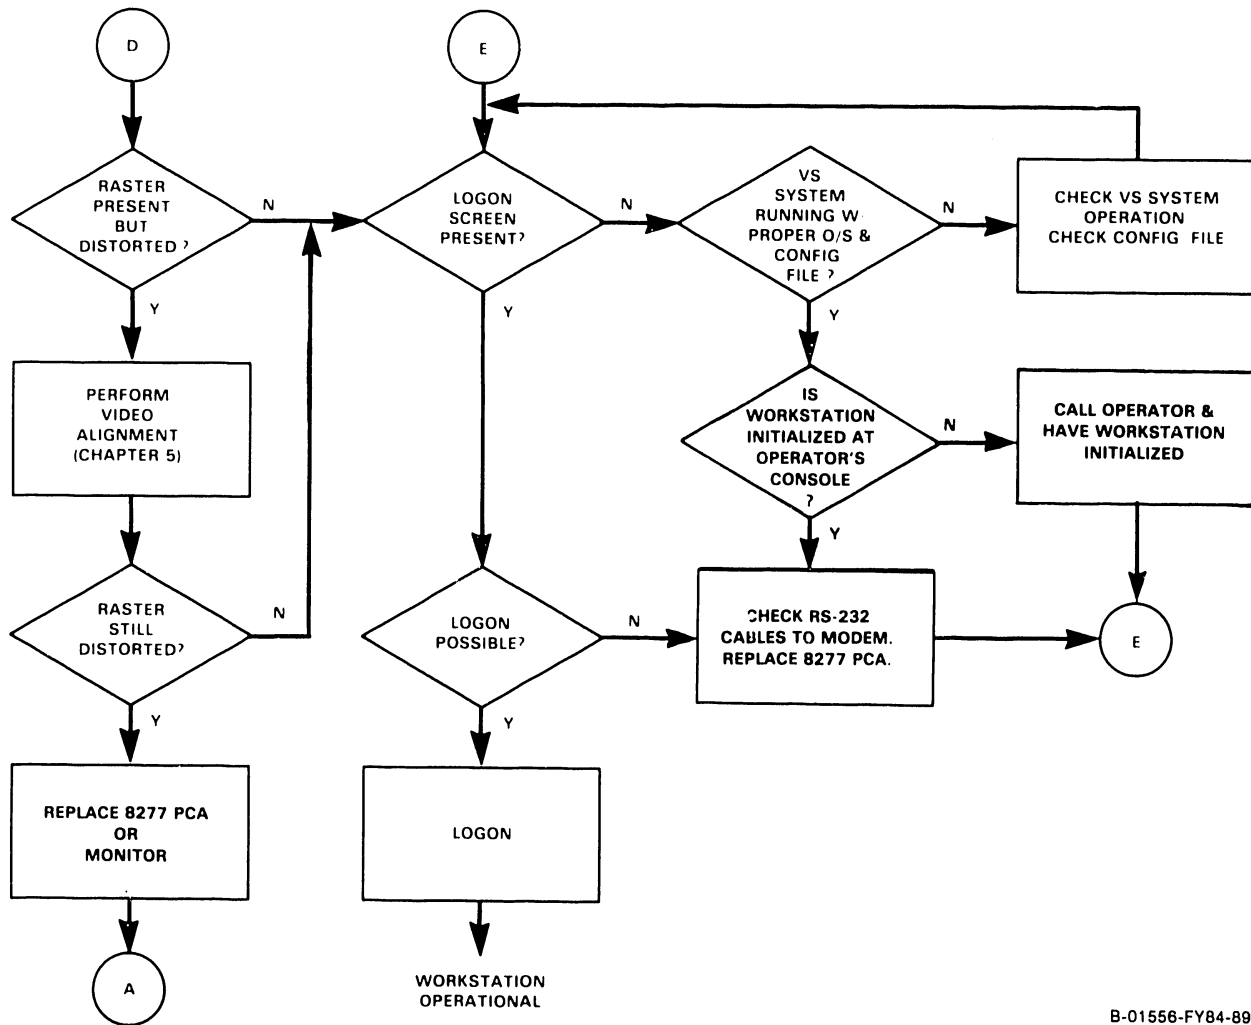 D
E
RASTER
PRESENT
BUT
DISTORTED?
N
Y
LOGON
SCREEN
PRESENT?
N
Y
VS
SYSTEM
RUNNING W
PROPER O/S &
CONFIG
FILE ?
N
Y
CHECK VS SYSTEM
OPERATION
CHECK CONFIG FILE
PERFORM
VIDEO
ALIGNMENT
(CHAPTER 5)
IS
WORKSTATION
INITIALIZED AT
OPERATOR'S
CONSOLE
?
N
Y
CALL OPERATOR &
HAVE WORKSTATION
INITIALIZED
RASTER
STILL
DISTORTED?
N
Y
LOGON
POSSIBLE?
N
Y
CHECK RS-232
CABLES TO MODEM.
REPLACE 8277 PCA.
E
REPLACE 8277 PCA
OR
MONITOR
LOGON
A
WORKSTATION
OPERATIONAL
B-01556-FY84-89